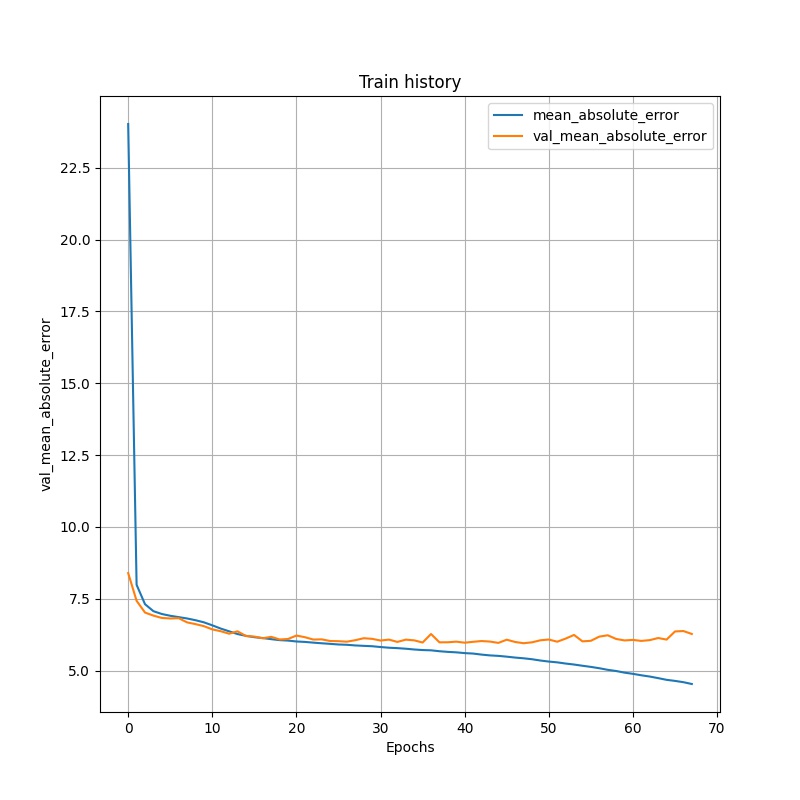 Train history
mean_absolute_error
val_mean_absolute_error
val_mean_absolute_error
22.5
20.0
17.5
15.0
12.5
10.0
7.5
5.0
0 10 20 30 40 50 60 70
Epochs